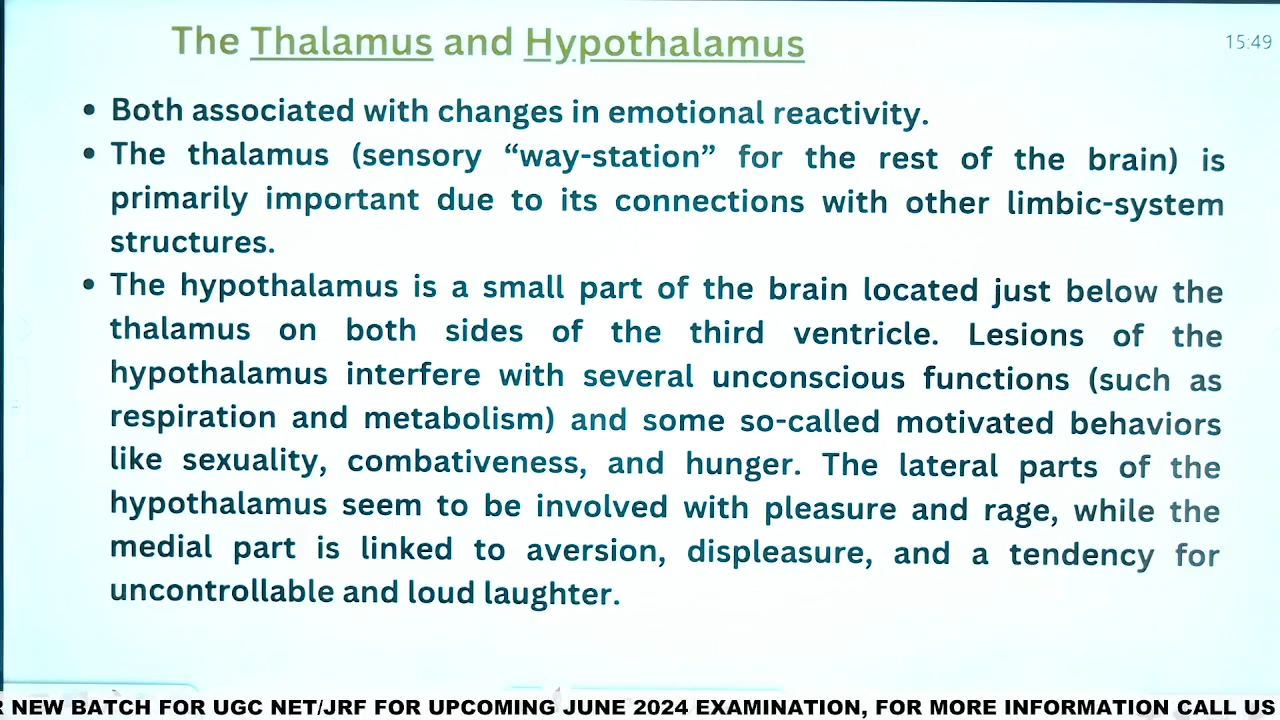 The Thalamus and Hypothalamus
15:49
• Both associated with changes in emotional reactivity.
• The thalamus (sensory “way-station” for the rest of the brain) is
primarily important due to its connections with other limbic-system
structures.
• The hypothalamus is a small part of the brain located just below the
thalamus on both sides of the third ventricle. Lesions of the
hypothalamus interfere with several unconscious functions (such as
respiration and metabolism) and some so-called motivated behaviors
like sexuality, combativeness, and hunger. The lateral parts of the
hypothalamus seem to be involved with pleasure and rage, while the
medial part is linked to aversion, displeasure, and a tendency for
uncontrollable and loud laughter.
NEW BATCH FOR UGC NET/JRF FOR UPCOMING JUNE 2024 EXAMINATION, FOR MORE INFORMATION CALL US